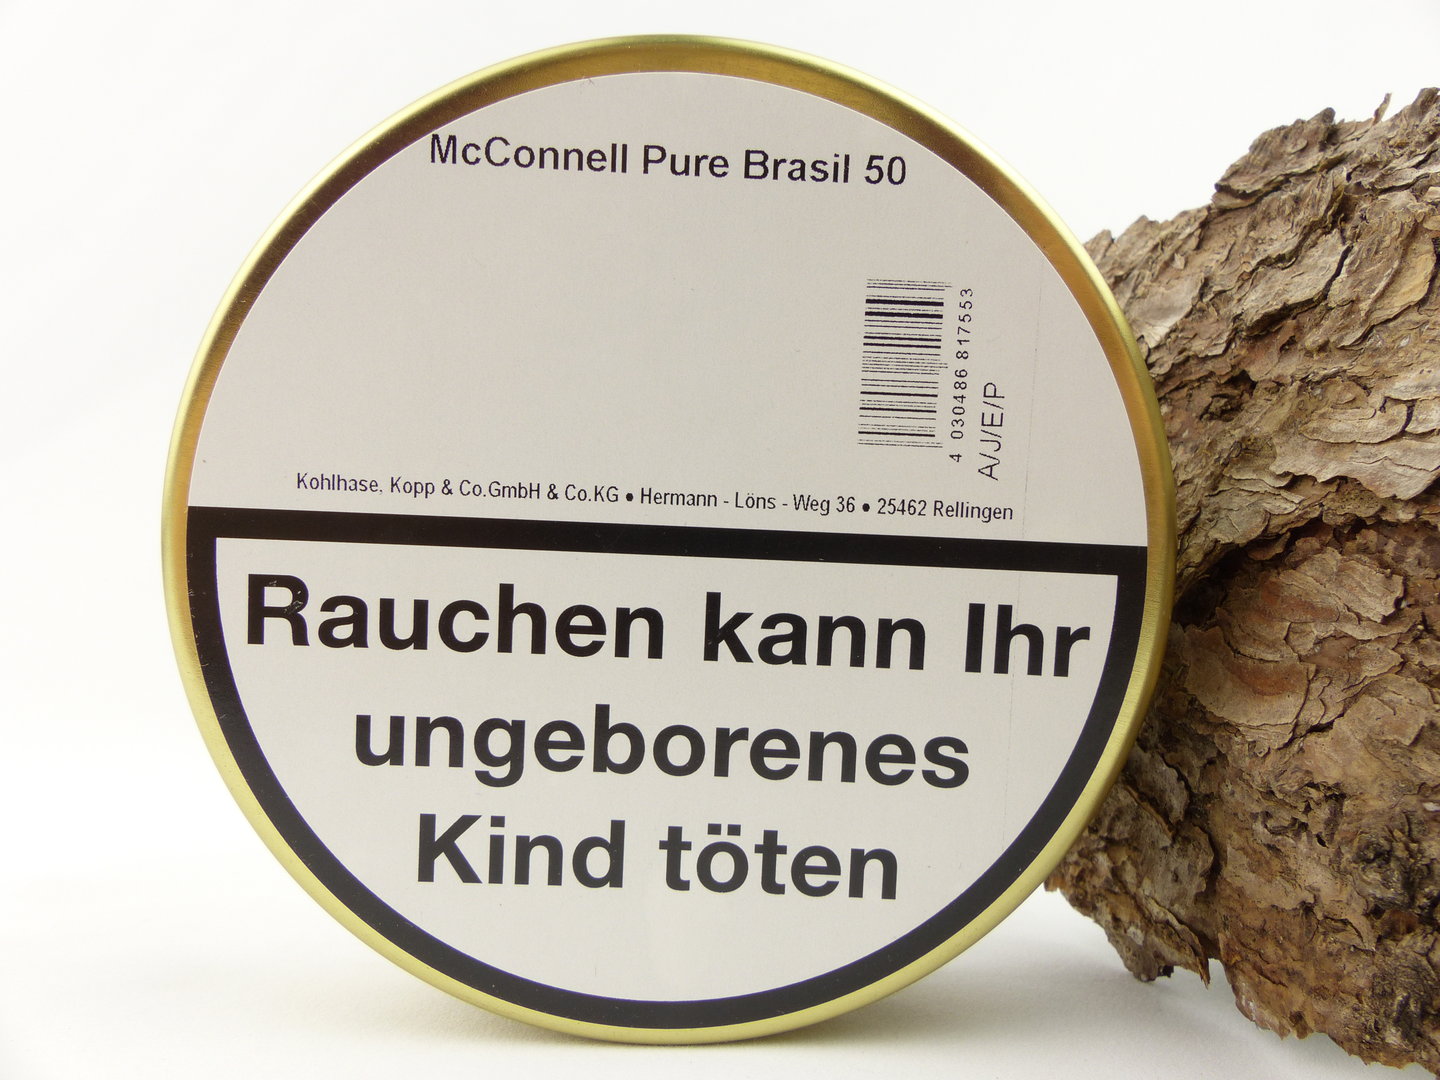 McConnell Pure Brasil 50
4 030486 817553
A/J/E/P
Kohlhase, Kopp & Co.GmbH & Co.KG • Hermann - Löns - Weg 36 • 25462 Rellingen
Rauchen kann Ihr
ungeborenes
Kind töten